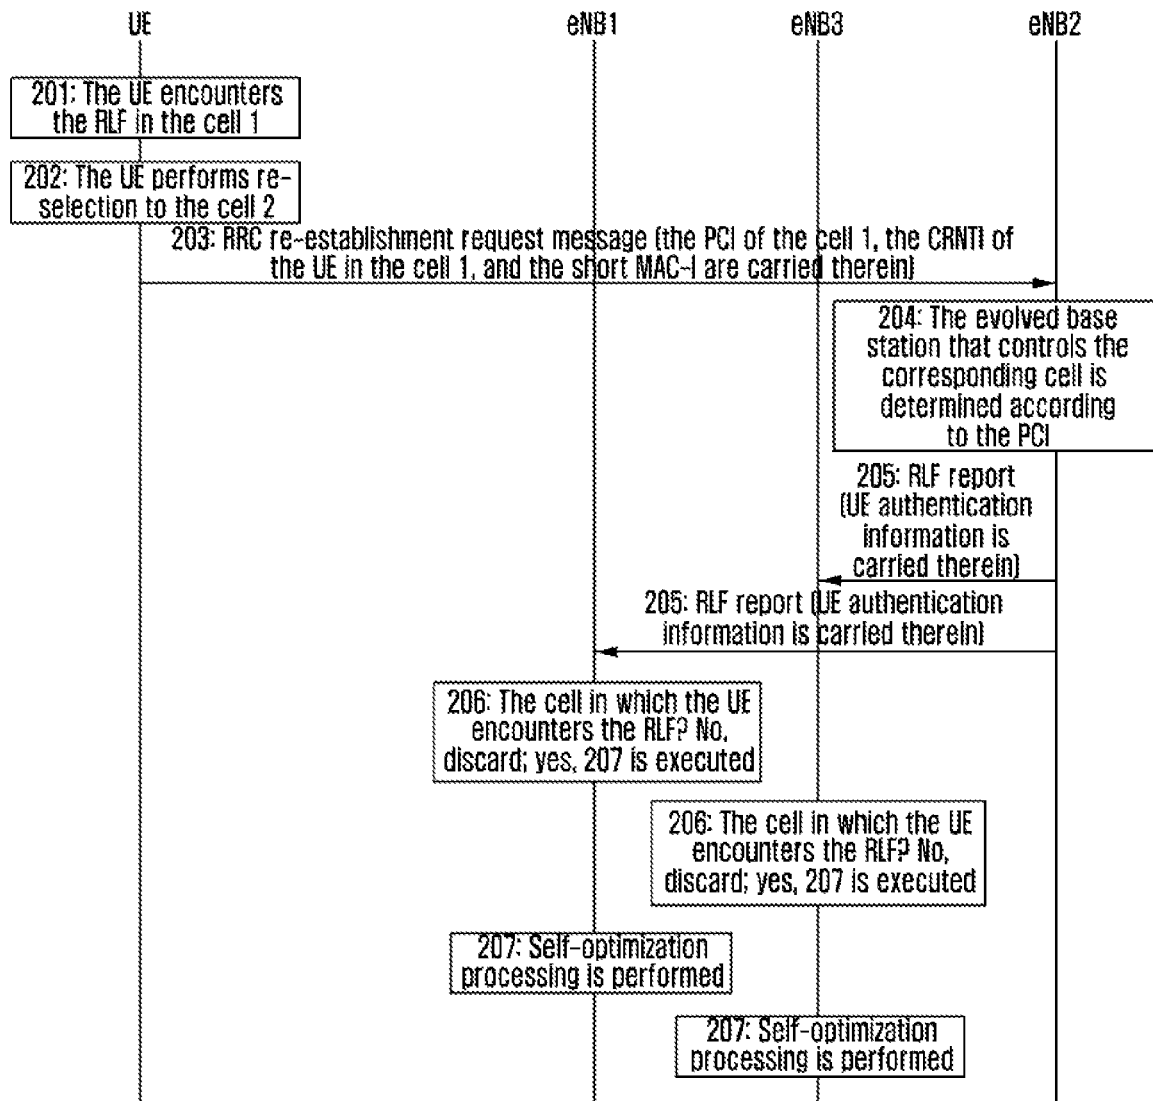 UE eNB1 eNB3 eNB2
201: The UE encounters
the RLF in the cell 1
202: The UE performs re-
selection to the cell 2
203: RRC re-establishment request message (the PCI of the cell 1, the CRNTI of
the UE in the cell 1, and the short MAC-I are carried therein)
204: The evolved base
station that controls the
corresponding cell is
determined according
to the PCI
205: RLF report
(UE authentication
information is
carried therein)
205: RLF report (UE authentication
information is carried therein)
206: The cell in which the UE
encounters the RLF? No,
discard; yes, 207 is executed
206: The cell in which the UE
encounters the RLF? No,
discard; yes, 207 is executed
207: Self-optimization
processing is performed
207: Self-optimization
processing is performed